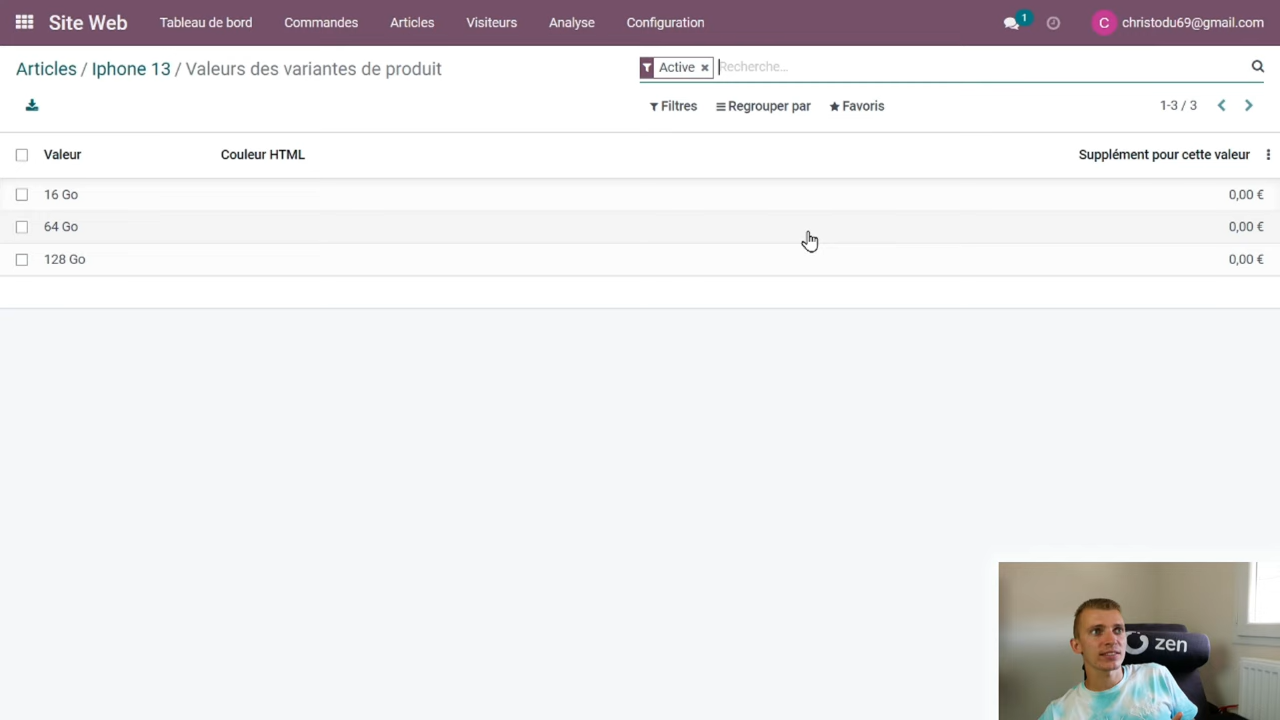 Site Web Tableau de bord Commandes Articles Visiteurs Analyse Configuration 1 C christodu69@gmail.com
Articles / Iphone 13 / Valeurs des variantes de produit Active × Recherche...
Filtres Regrouper par Favoris 1-3 / 3
Valeur Couleur HTML Supplément pour cette valeur
16 Go 0,00 €
64 Go 0,00 €
128 Go 0,00 €
zen